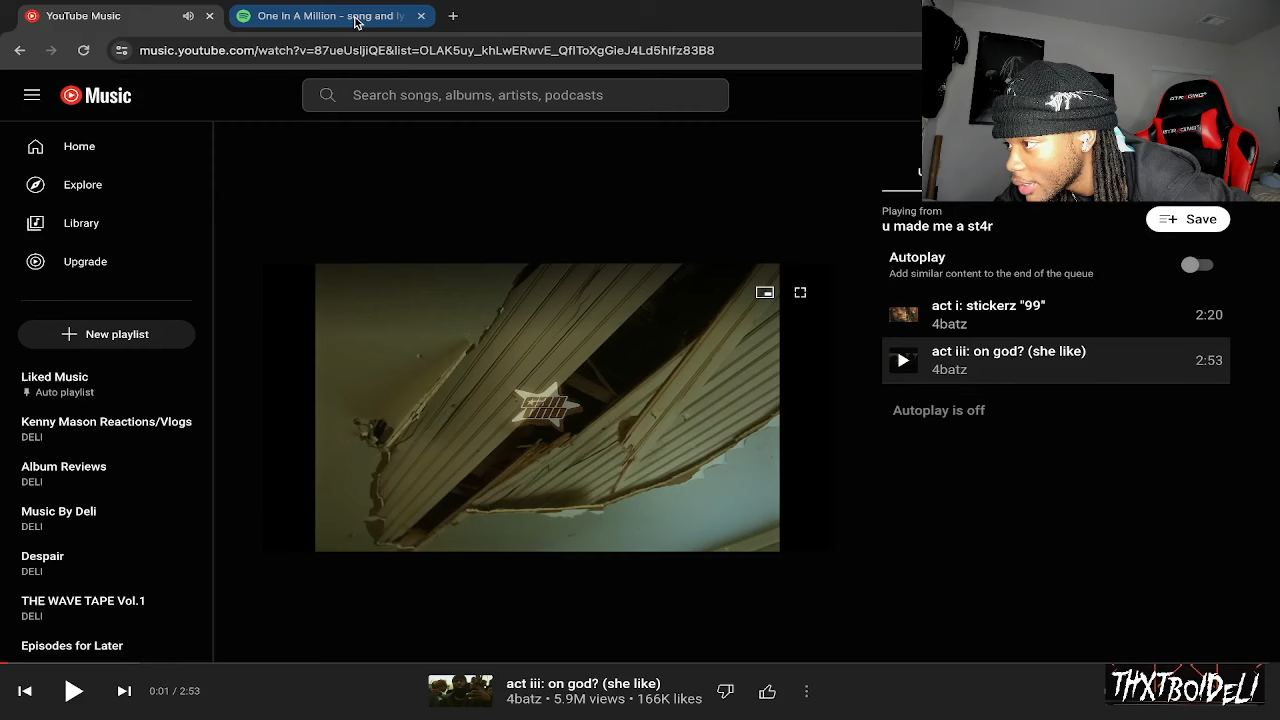 YouTube Music
One In A Million - song and ly
music.youtube.com/watch?v=87ueUsIjiQE&list=OLAK5uy_khLwERwvE_QflToXgGieJ4Ld5hIfz83B8
Music
Search songs, albums, artists, podcasts
Home
Explore
Library
Upgrade
New playlist
Liked Music
Auto playlist
Kenny Mason Reactions/Vlogs
DELI
Album Reviews
DELI
Music By Deli
DELI
Despair
DELI
THE WAVE TAPE Vol.1
DELI
Episodes for Later
Playing from
u made me a st4r
Save
Autoplay
Add similar content to the end of the queue
act i: stickerz "99"
4batz
2:20
act iii: on god? (she like)
4batz
2:53
Autoplay is off
0:01 / 2:53
act iii: on god? (she like)
4batz • 5.9M views • 166K likes
THXTBOIDELI